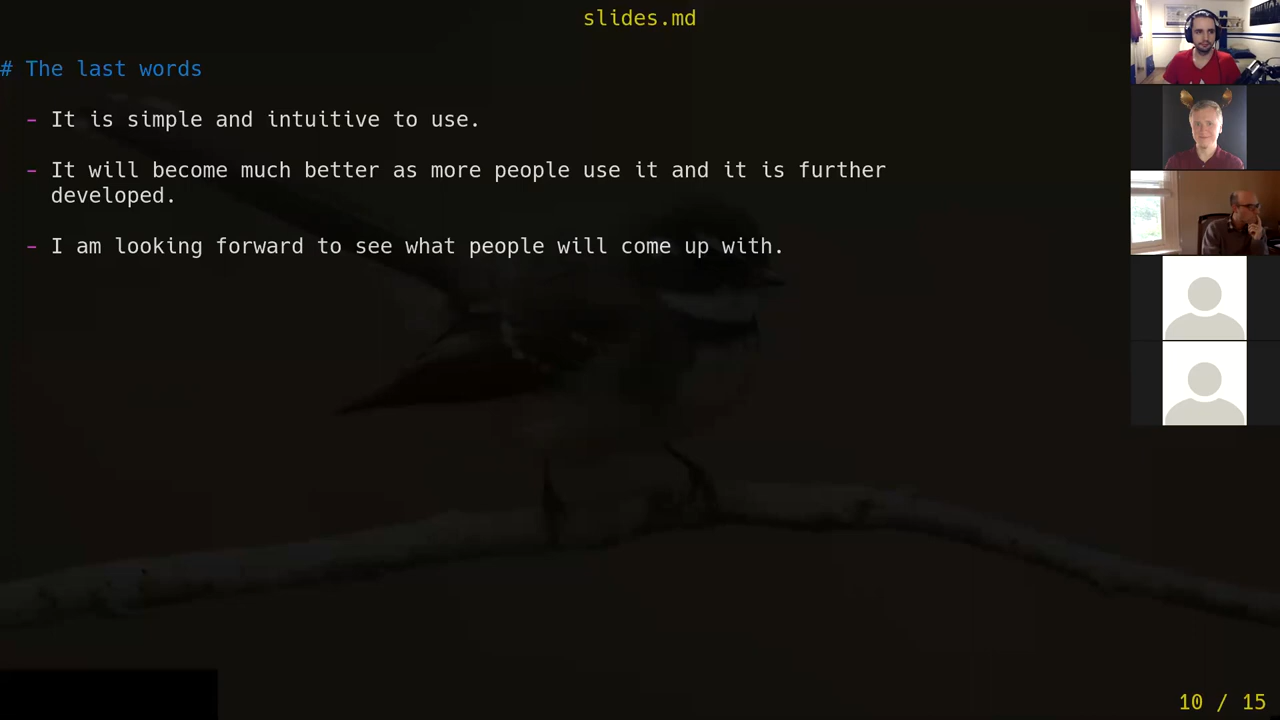 slides.md
# The last words
- It is simple and intuitive to use.
- It will become much better as more people use it and it is further
developed.
- I am looking forward to see what people will come up with.
10 / 15